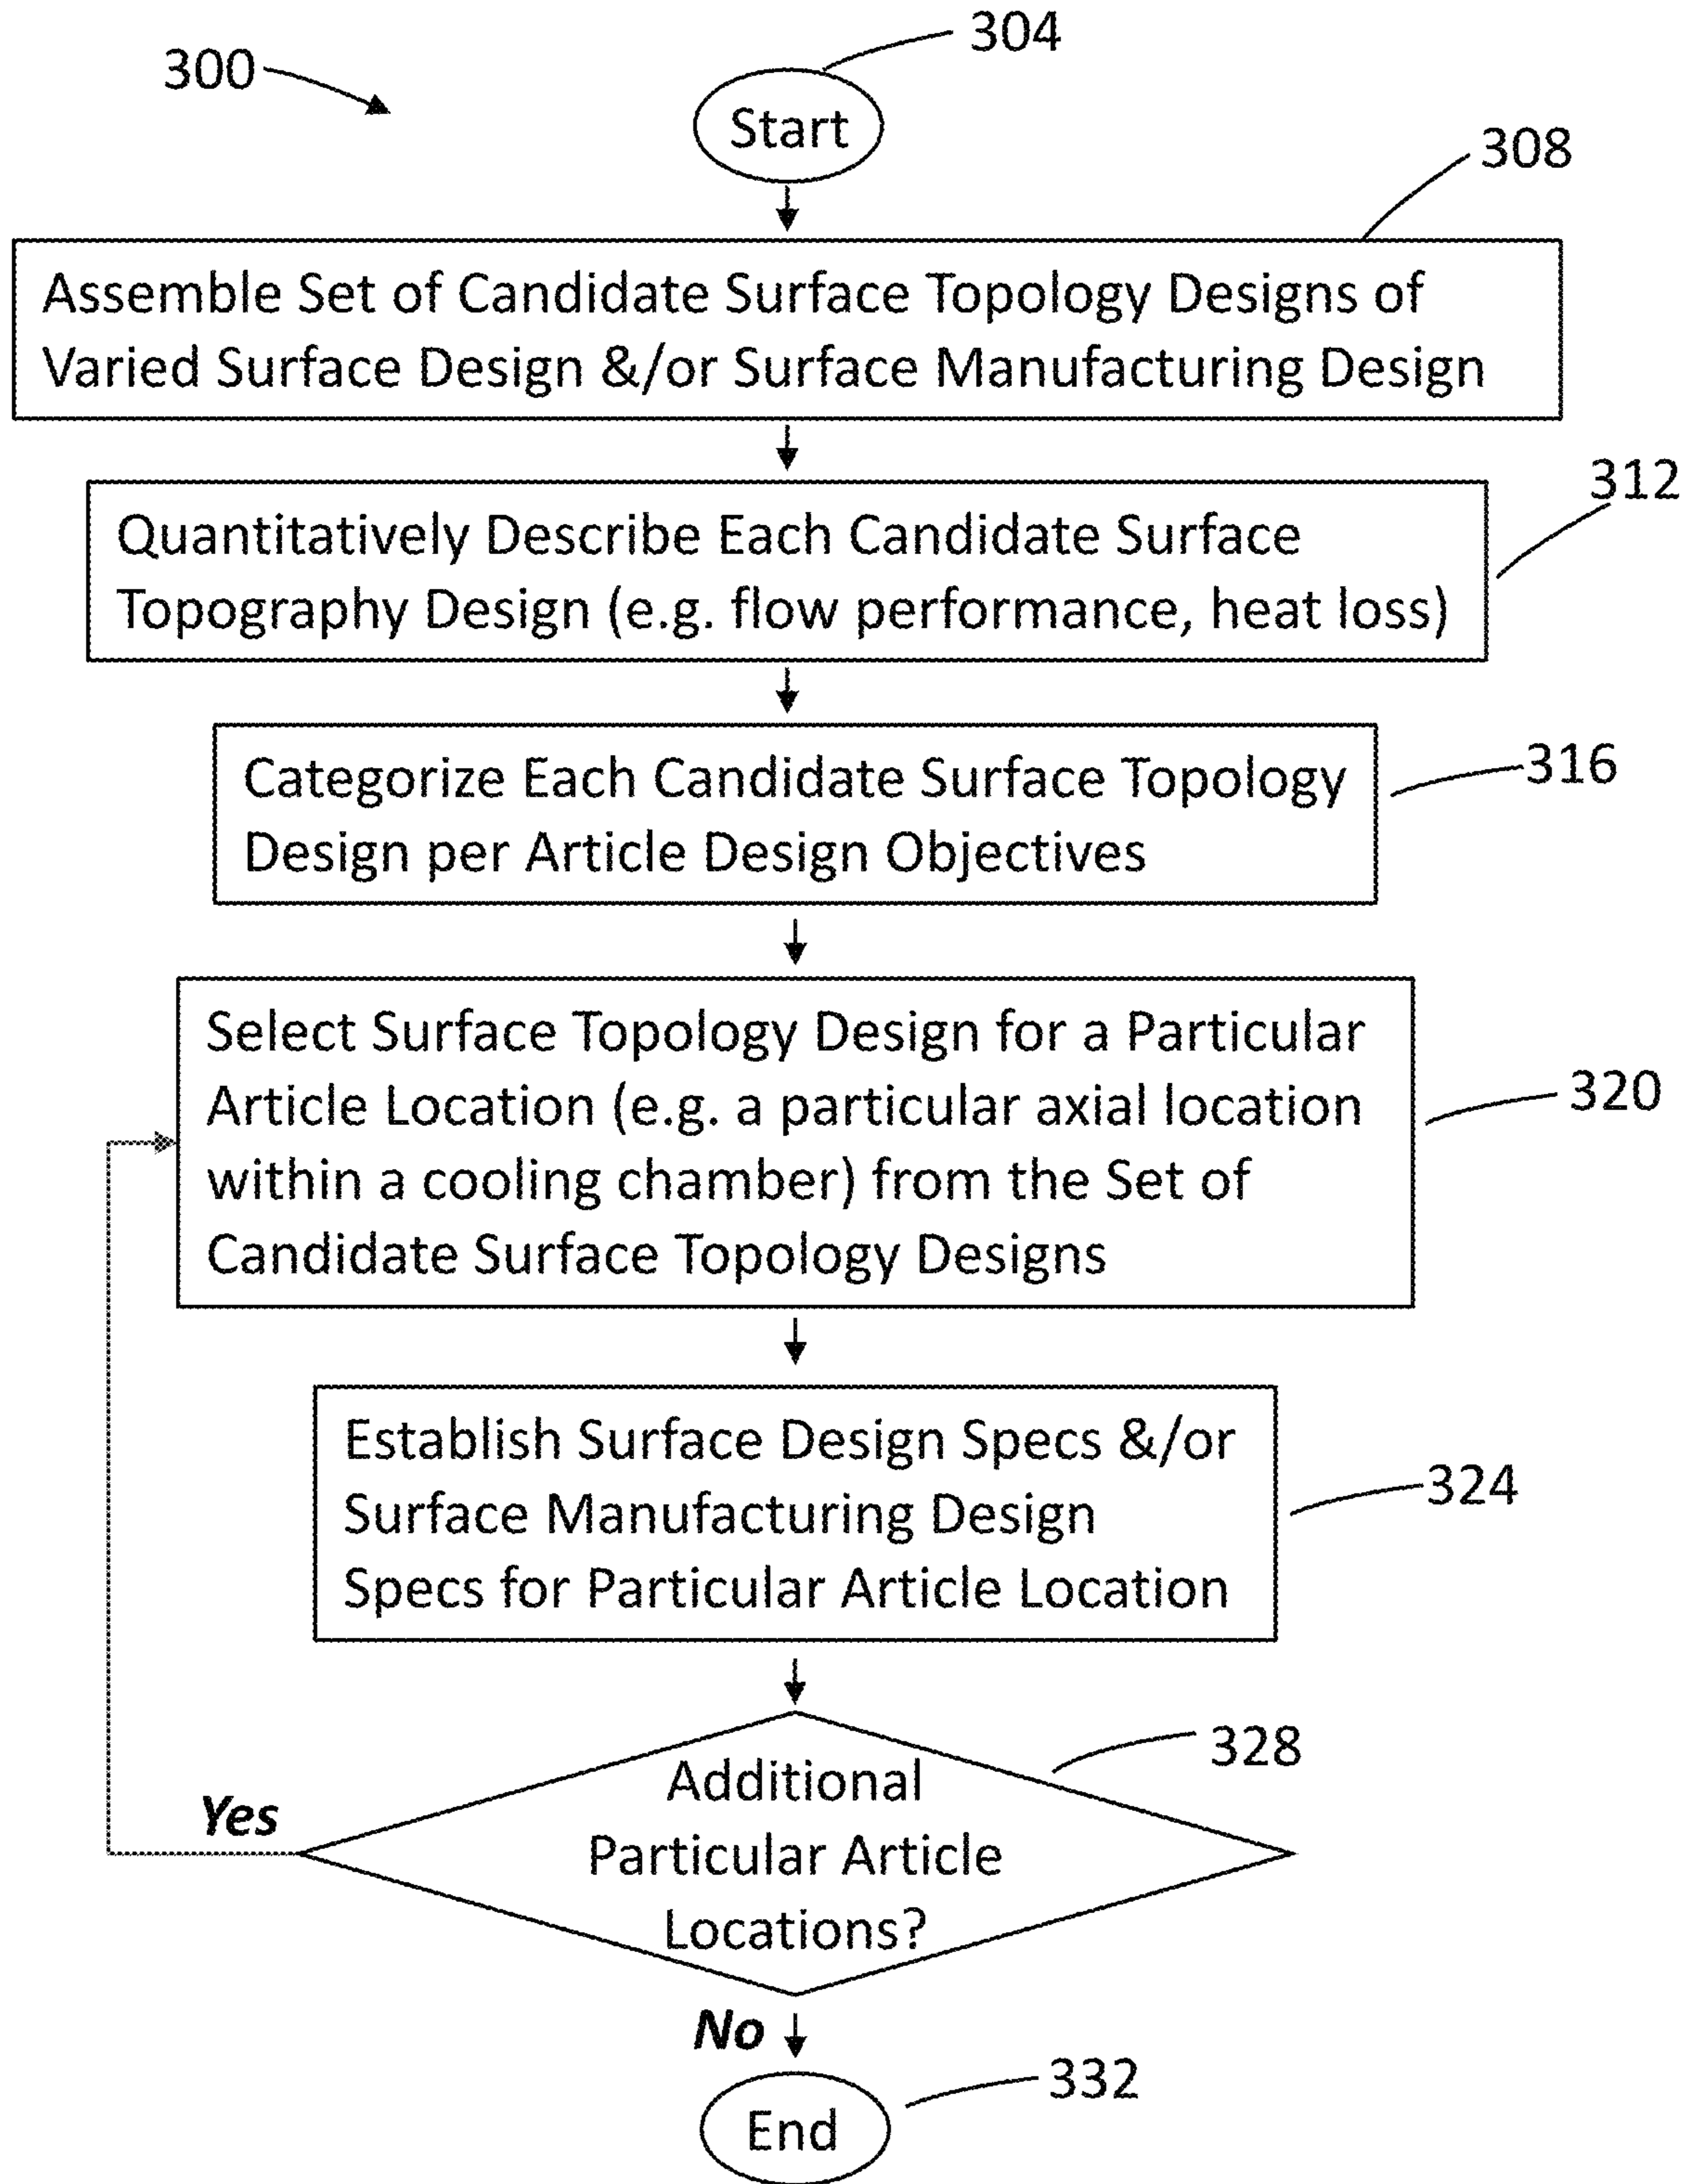 304
300
Start
308
Assemble Set of Candidate Surface Topology Designs of
Varied Surface Design &/or Surface Manufacturing Design
312
Quantitatively Describe Each Candidate Surface
Topography Design (e.g. flow performance, heat loss)
316
Categorize Each Candidate Surface Topology
Design per Article Design Objectives
Select Surface Topology Design for a Particular
Article Location (e.g. a particular axial location
within a cooling chamber) from the Set of
Candidate Surface Topology Designs
320
Establish Surface Design Specs &/or
Surface Manufacturing Design
Specs for Particular Article Location
324
328
Additional
Particular Article
Locations?
Yes
No
332
End